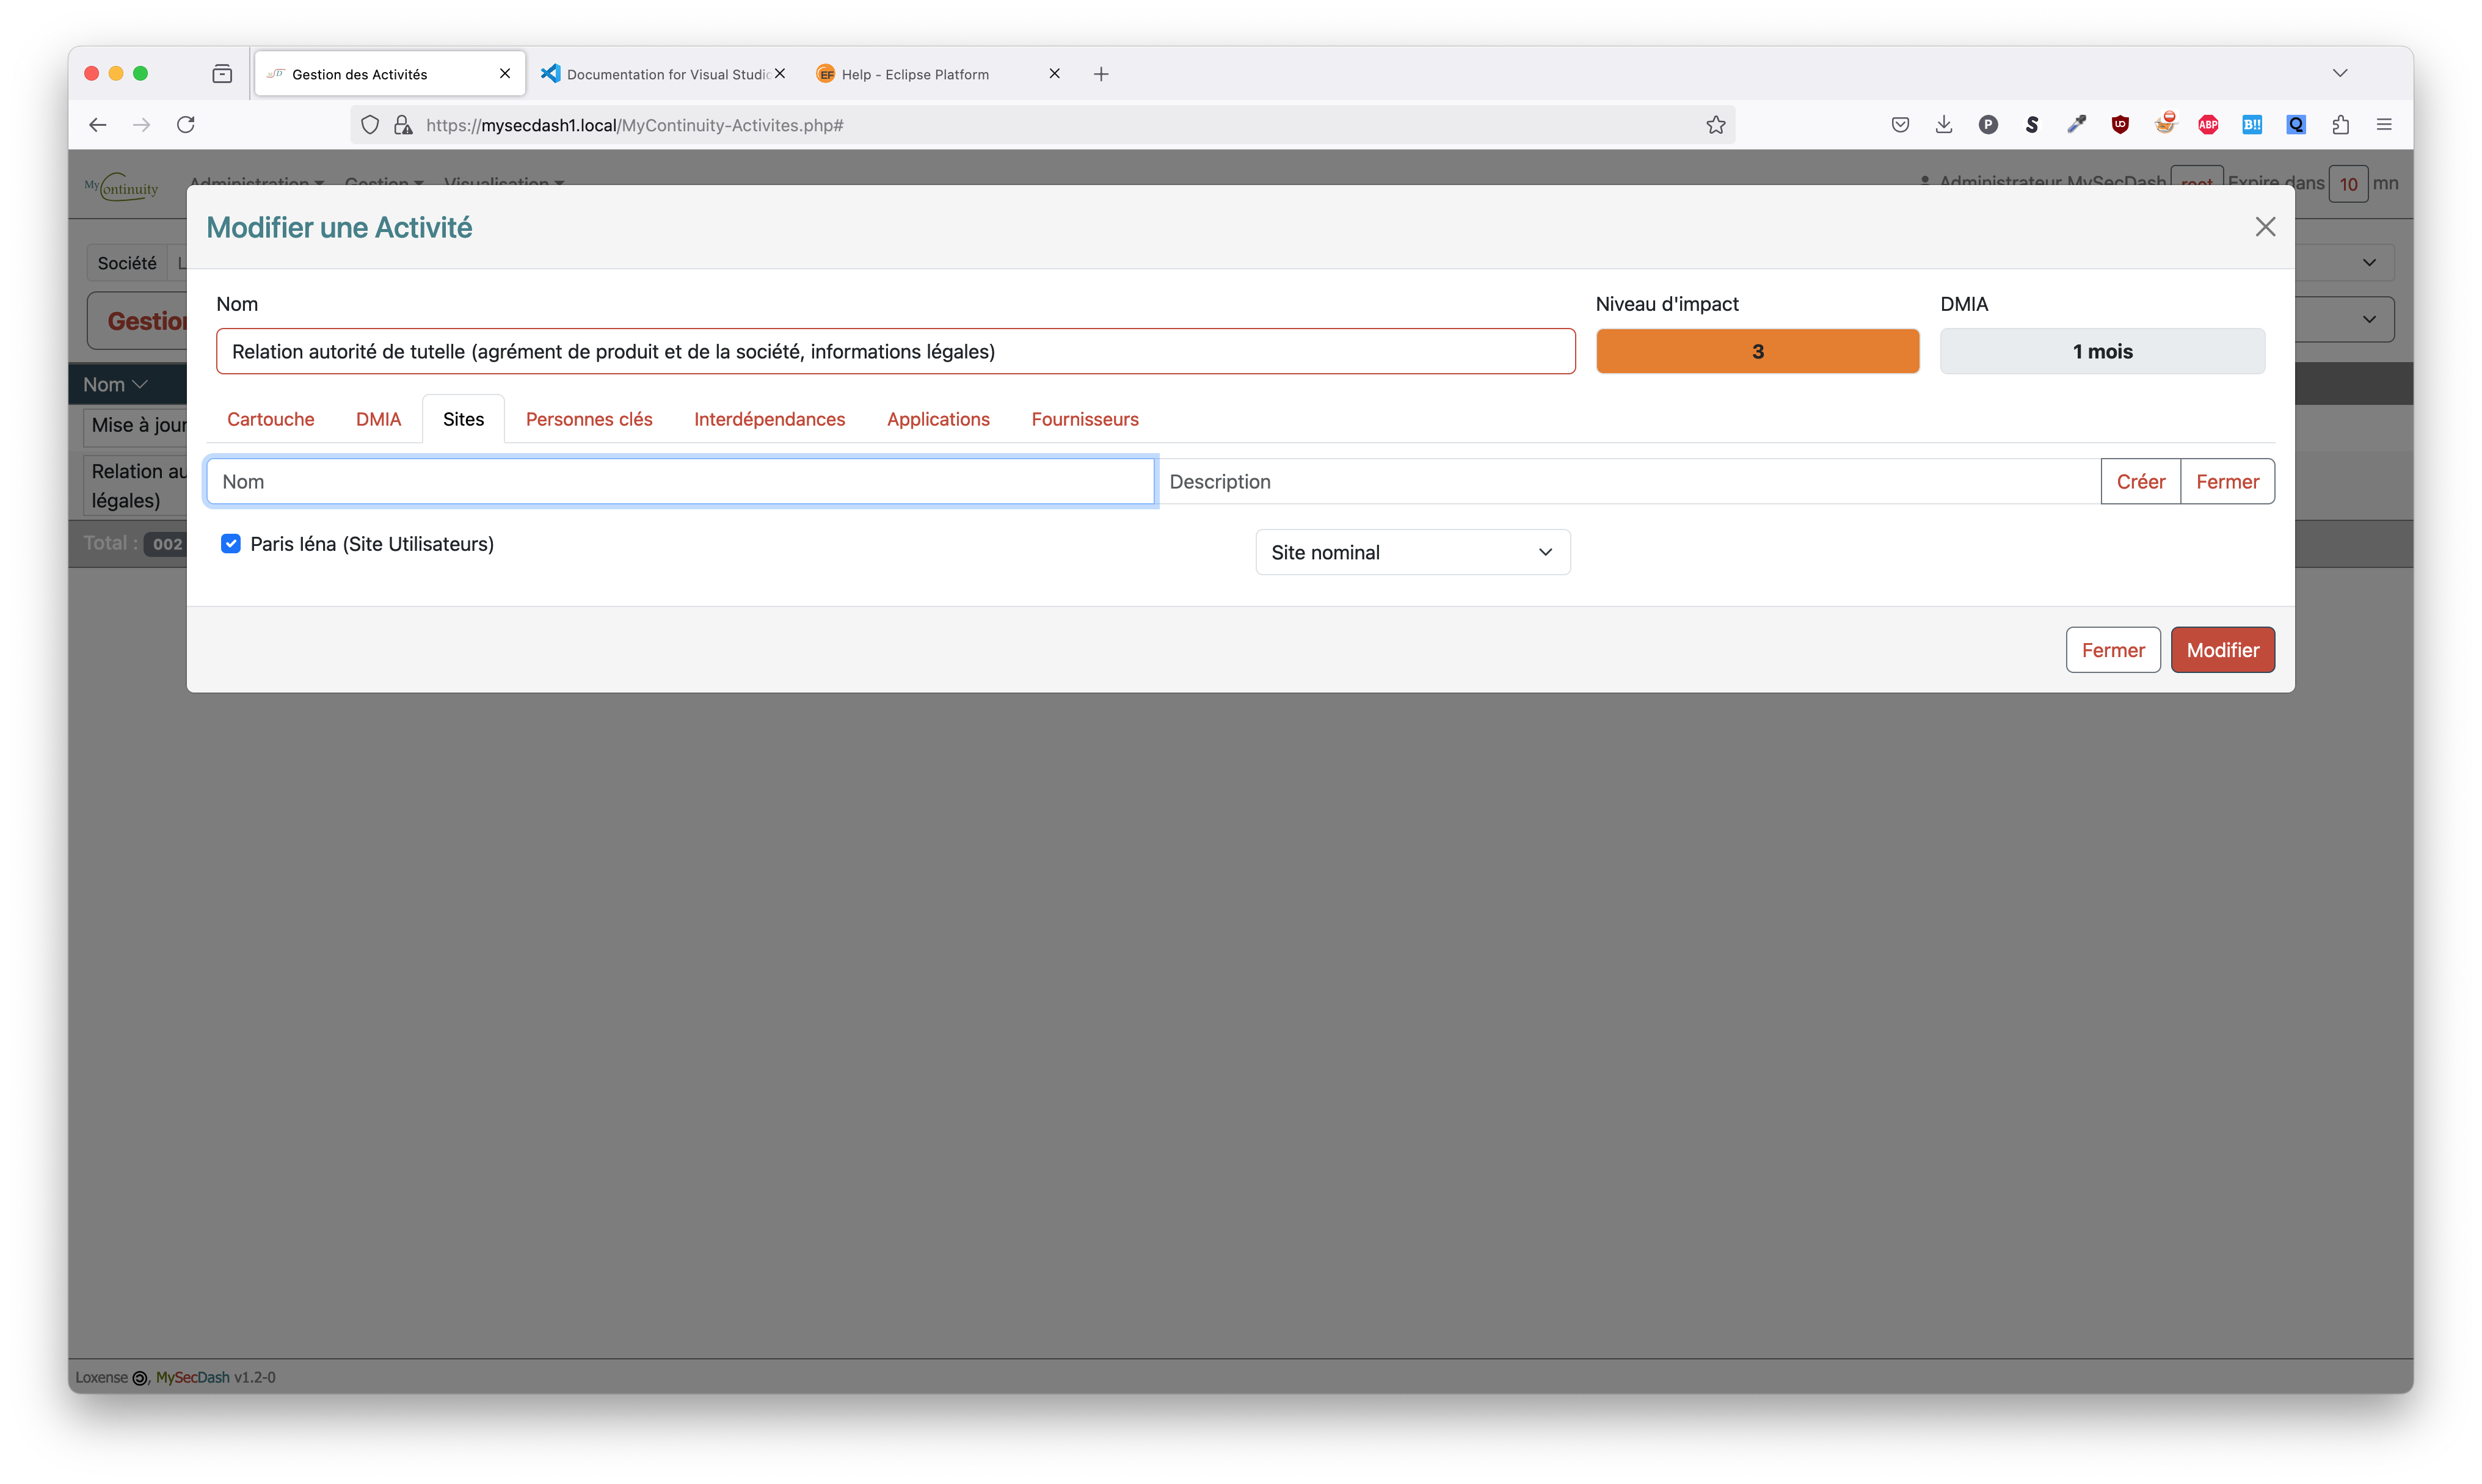 Gestion des Activités
Documentation for Visual Studio
Help - Eclipse Platform
https://mysecdash1.local/MyContinuity-Activites.php#
MyContinuity Administration Gestion Visualisation Administrateur MySecDash root Expire dans 10 mn
Société
Modifier une Activité
Gestion
Nom Niveau d'impact DMIA
Relation autorité de tutelle (agrément de produit et de la société, informations légales) 3 1 mois
Nom
Cartouche DMIA Sites Personnes clés Interdépendances Applications Fournisseurs
Mise à jour
Relation au
légales)
Total : 002
Nom Description Créer Fermer
Paris Iéna (Site Utilisateurs) Site nominal
Fermer Modifier
Loxense, MySecDash v1.2-0